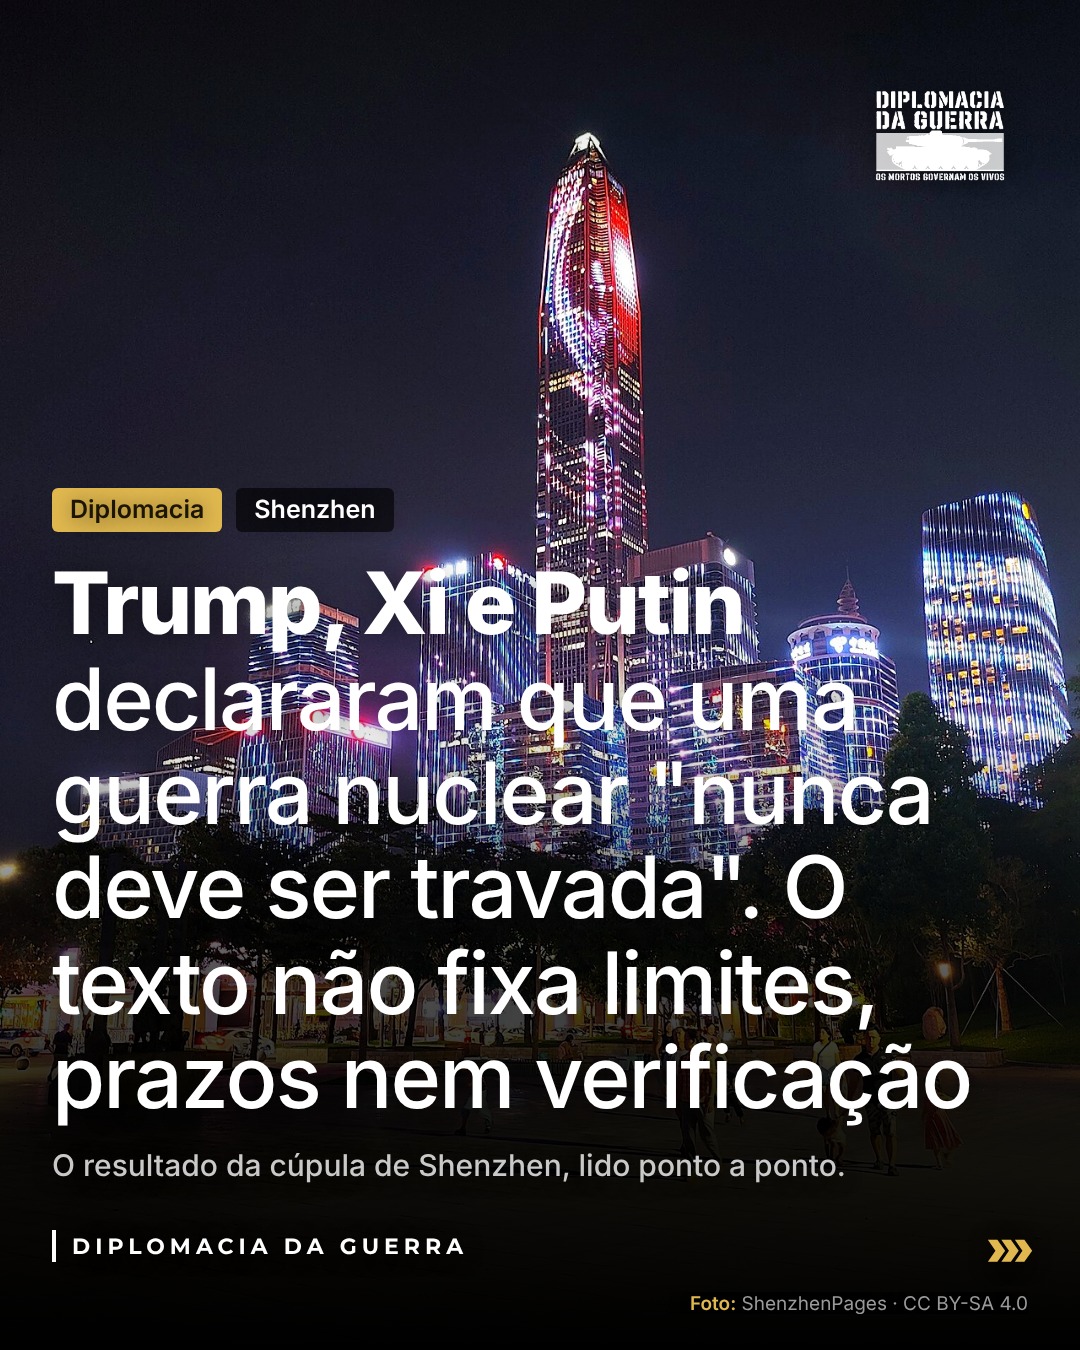 DIPLOMACIA
DA GUERRA
OS MORTOS GOVERNAM OS VIVOS
Diplomacia
Shenzhen
Trump, Xi e Putin
declararam que uma
guerra nuclear "nunca
deve ser travada". O
texto não fixa limites,
prazos nem verificação
O resultado da cúpula de Shenzhen, lido ponto a ponto.
DIPLOMACIA DA GUERRA
Foto: ShenzhenPages · CC BY-SA 4.0